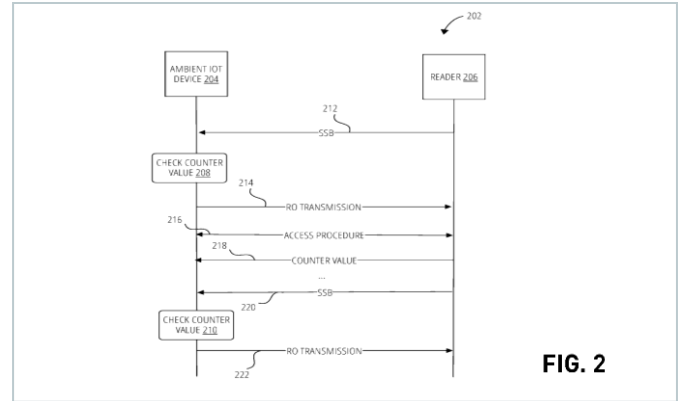 202
AMBIENT IOT
DEVICE 204
READER 206
212
SSB
CHECK COUNTER
VALUE 208
214
RO TRANSMISSION
216
ACCESS PROCEDURE
218
COUNTER VALUE
...
SSB
220
CHECK COUNTER
VALUE 210
RO TRANSMISSION
222
FIG. 2